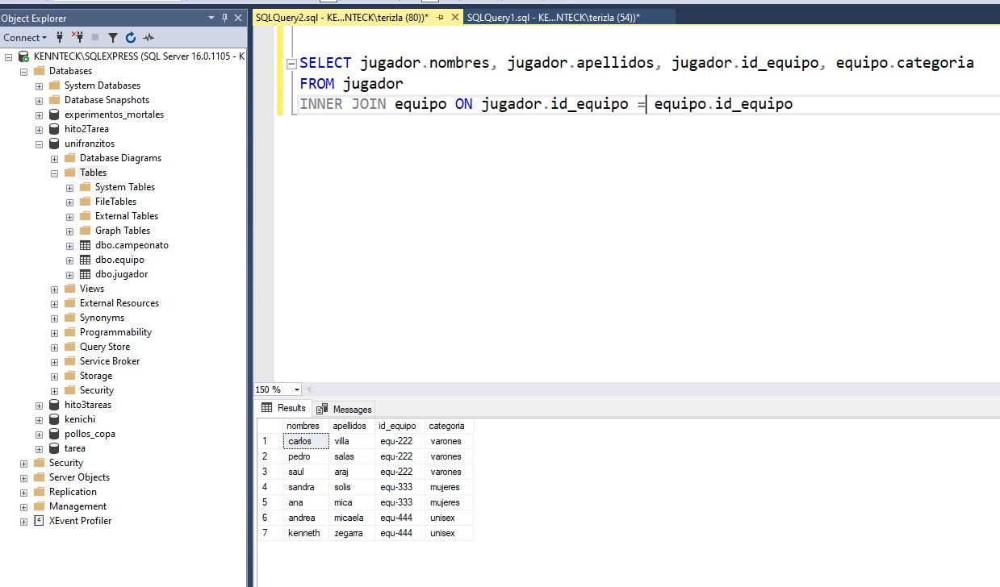 Object Explorer
Connect
KENNTECK\SQLEXPRESS (SQL Server 16.0.1105 - K
Databases
System Databases
Database Snapshots
experimentos_mortales
hito2Tarea
unifranzitos
Database Diagrams
Tables
System Tables
FileTables
External Tables
Graph Tables
dbo.campeonato
dbo.equipo
dbo.jugador
Views
External Resources
Synonyms
Programmability
Query Store
Service Broker
Storage
Security
hito3tareas
kenichi
pollos_copa
tarea
Security
Server Objects
Replication
Management
XEvent Profiler
SQLQuery2.sql - KE...NTECK\terizla (80))* SQLQuery1.sql - KE...NTECK\terizla (54))*
SELECT jugador.nombres, jugador.apellidos, jugador.id_equipo, equipo.categoria
FROM jugador
INNER JOIN equipo ON jugador.id_equipo = equipo.id_equipo
150 %
Results Messages
nombres apellidos id_equipo categoria
1 carlos villa equ-222 varones
2 pedro salas equ-222 varones
3 saul araj equ-222 varones
4 sandra solis equ-333 mujeres
5 ana mica equ-333 mujeres
6 andrea micaela equ-444 unisex
7 kenneth zegarra equ-444 unisex